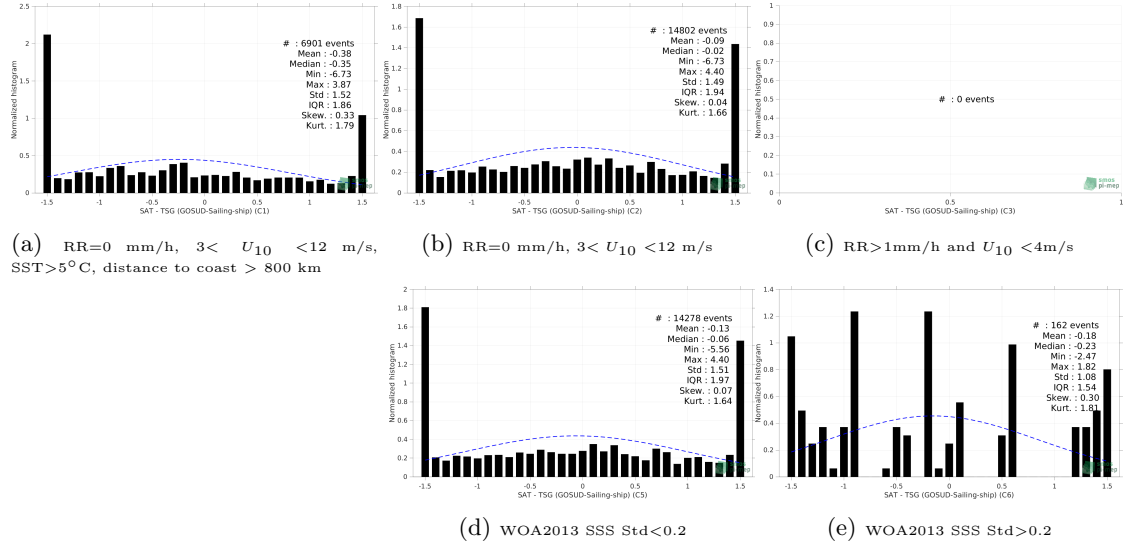 2.5
2
1.5
1
0.5
0
Normalized histogram
# : 6901 events
Mean : -0.38
Median : -0.35
Min : -6.73
Max : 3.87
Std : 1.52
IQR : 1.86
Skew. : 0.33
Kurt. : 1.79
smos
pi-mep
-1.5 -1 -0.5 0 0.5 1 1.5
SAT - TSG (GOSUD-Sailing-ship) (C1)
(a) RR=0 mm/h, 3< U10 <12 m/s,
SST>5°C, distance to coast > 800 km
1.8
1.6
1.4
1.2
1
0.8
0.6
0.4
0.2
0
Normalized histogram
# : 14802 events
Mean : -0.09
Median : -0.02
Min : -6.73
Max : 4.40
Std : 1.49
IQR : 1.94
Skew. : 0.04
Kurt. : 1.66
smos
pi-mep
-1.5 -1 -0.5 0 0.5 1 1.5
SAT - TSG (GOSUD-Sailing-ship) (C2)
(b) RR=0 mm/h, 3< U10 <12 m/s
1
0.9
0.8
0.7
0.6
0.5
0.4
0.3
0.2
0.1
0
Normalized histogram
# : 0 events
smos
pi-mep
0 0.5 1
SAT - TSG (GOSUD-Sailing-ship) (C3)
(c) RR>1mm/h and U10 <4m/s
2
1.8
1.6
1.4
1.2
1
0.8
0.6
0.4
0.2
0
Normalized histogram
# : 14278 events
Mean : -0.13
Median : -0.06
Min : -5.56
Max : 4.40
Std : 1.51
IQR : 1.97
Skew. : 0.07
Kurt. : 1.64
smos
pi-mep
-1.5 -1 -0.5 0 0.5 1 1.5
SAT - TSG (GOSUD-Sailing-ship) (C5)
(d) WOA2013 SSS Std<0.2
1.4
1.2
1
0.8
0.6
0.4
0.2
0
Normalized histogram
# : 162 events
Mean : -0.18
Median : -0.23
Min : -2.47
Max : 1.82
Std : 1.08
IQR : 1.54
Skew. : 0.30
Kurt. : 1.81
smos
pi-mep
-1.5 -1 -0.5 0 0.5 1 1.5
SAT - TSG (GOSUD-Sailing-ship) (C6)
(e) WOA2013 SSS Std>0.2